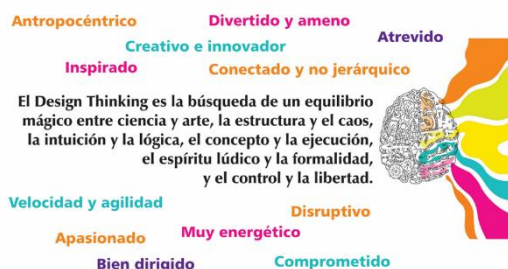 Antropocéntrico
Divertido y ameno
Atrevido
Creativo e innovador
Inspirado
Conectado y no jerárquico
El Design Thinking es la búsqueda de un equilibrio
mágico entre ciencia y arte, la estructura y el caos,
la intuición y la lógica, el concepto y la ejecución,
el espíritu lúdico y la formalidad,
y el control y la libertad.
Velocidad y agilidad
Disruptivo
Muy energético
Apasionado
Bien dirigido
Comprometido